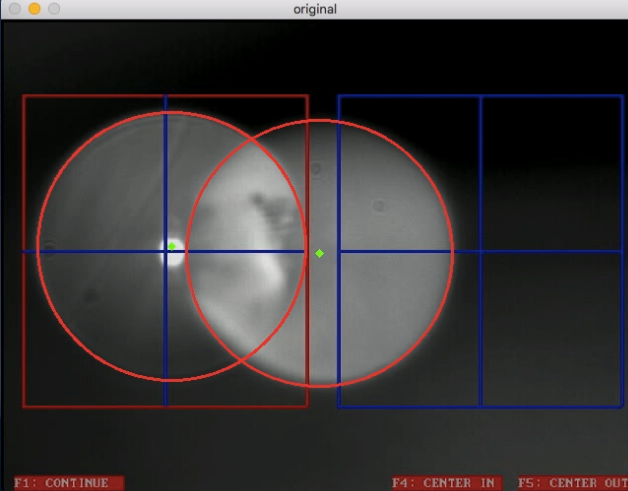 original
F1: CONTINUE
F4: CENTER IN
F5: CENTER OUT